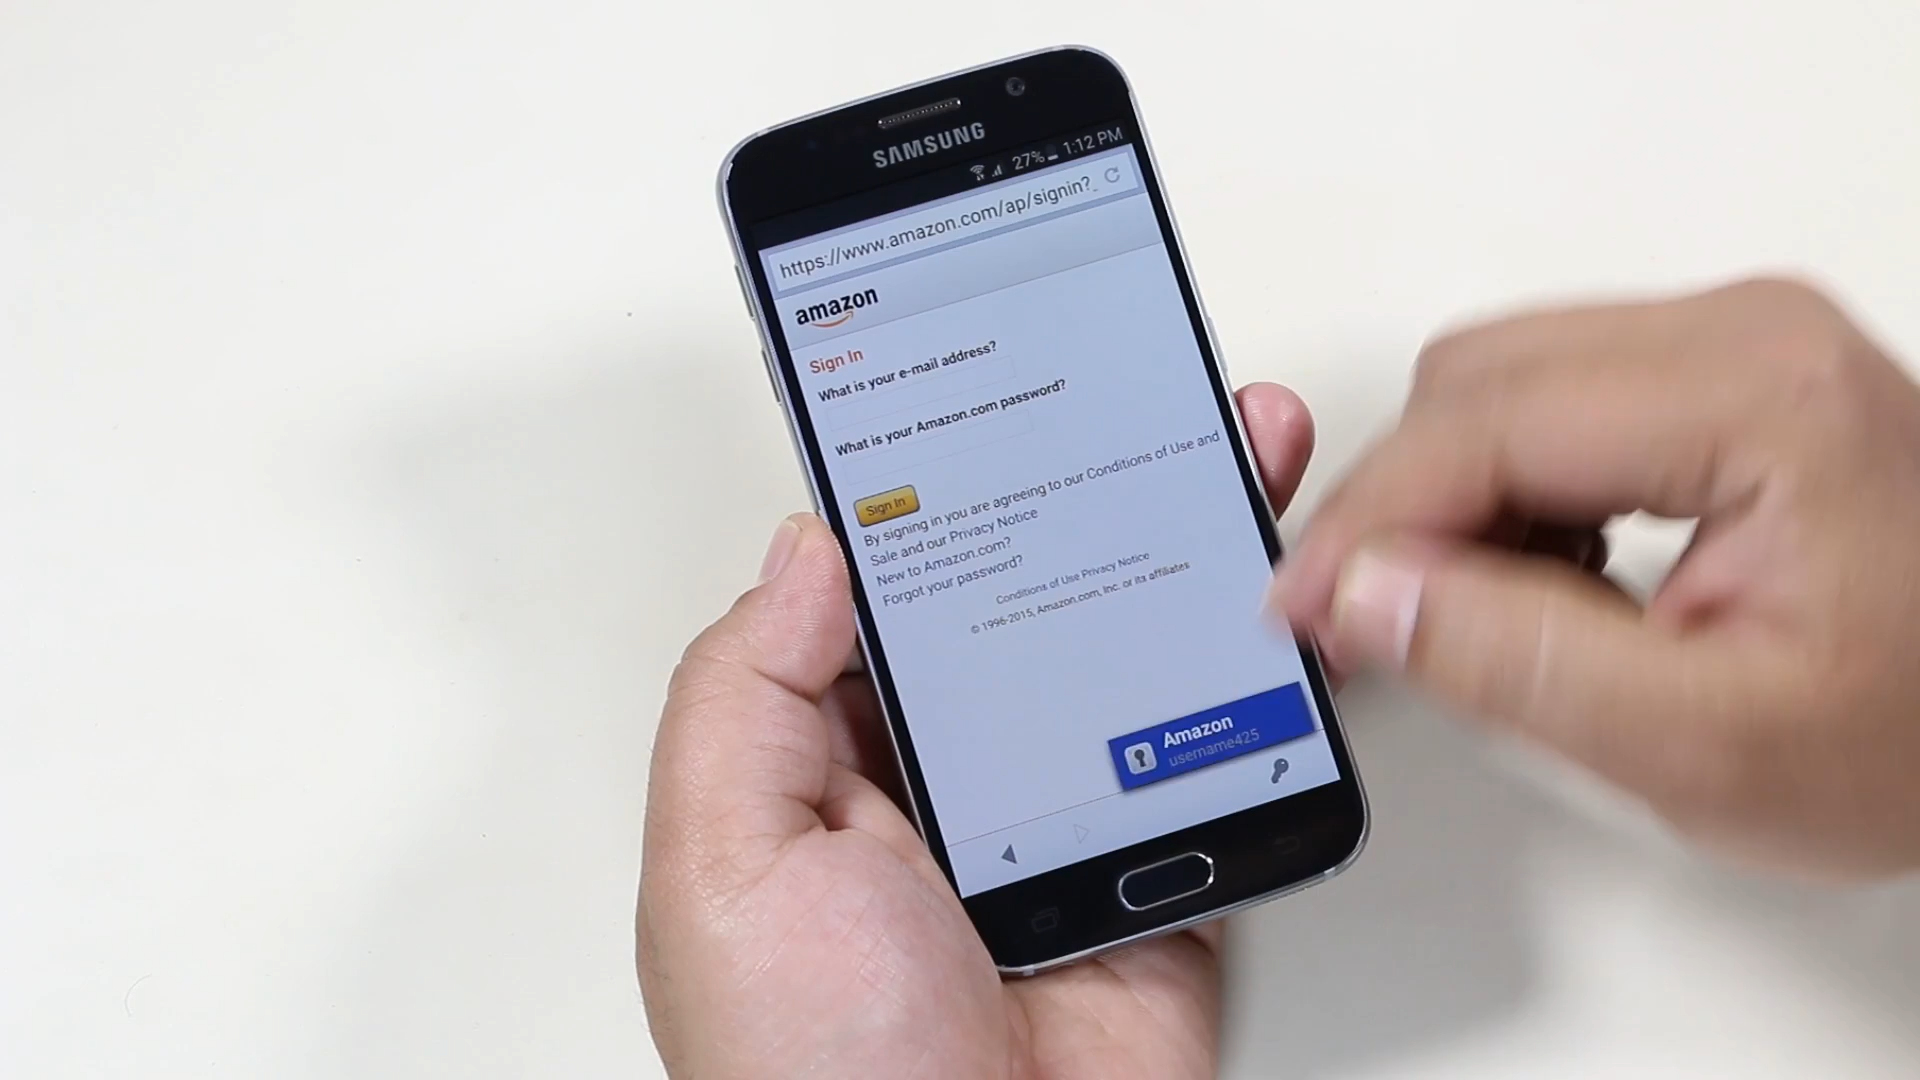 SAMSUNG
27% 1:12 PM
https://www.amazon.com/ap/signin?_
amazon
Sign In
What is your e-mail address?
What is your Amazon.com password?
Sign In
By signing in you are agreeing to our Conditions of Use and
Sale and our Privacy Notice
New to Amazon.com?
Forgot your password?
Conditions of Use Privacy Notice
© 1996-2015, Amazon.com, Inc. or its affiliates
Amazon
username425